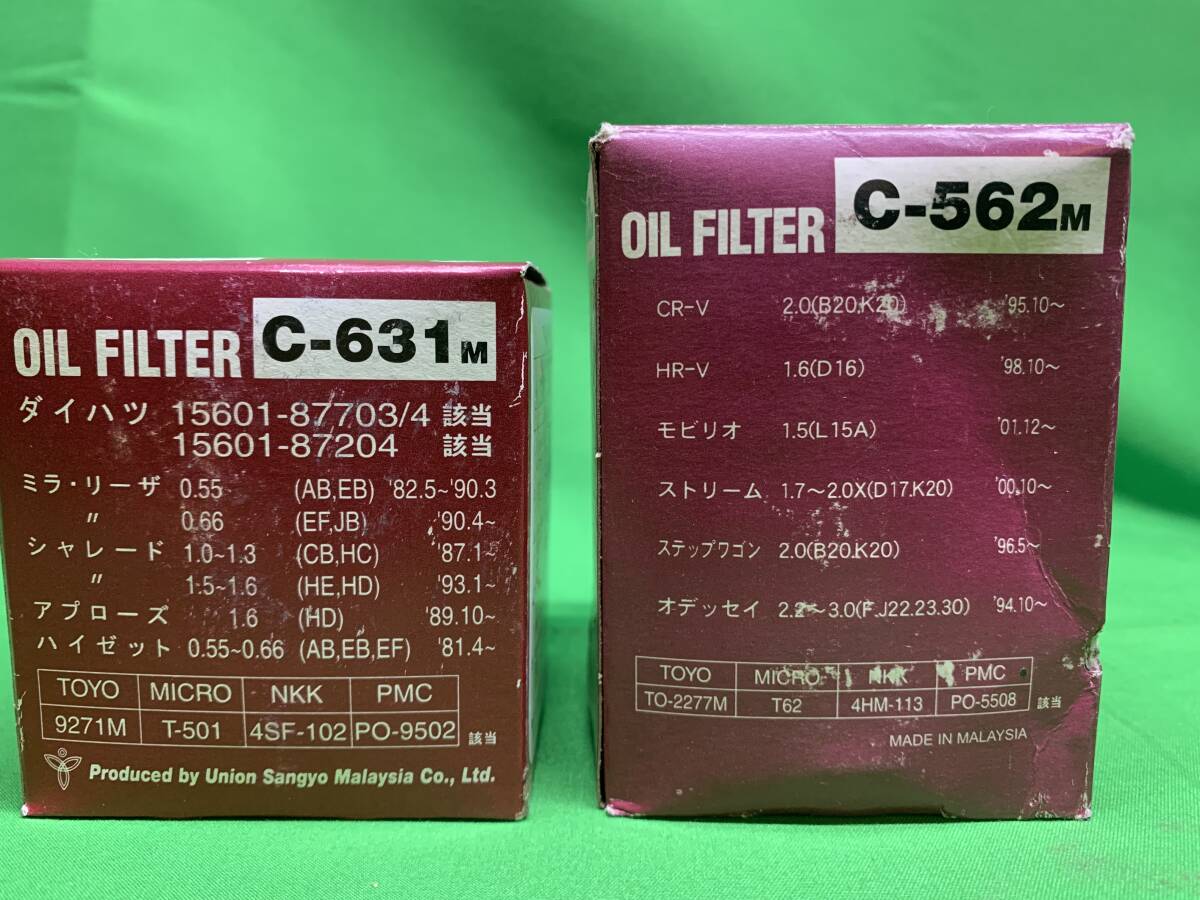 OIL FILTER C-631M
ダイハツ 15601-87703/4 該当
15601-87204 該当
ミラ・リーザ 0.55 (AB,EB) '82.5~'90.3
〃 0.66 (EF,JB) '90.4~
シャレード 1.0~1.3 (CB,HC) '87.1~
〃 1.5~1.6 (HE,HD) '93.1~
アプローズ 1.6 (HD) '89.10~
ハイゼット 0.55~0.66 (AB,EB,EF) '81.4~
TOYO MICRO NKK PMC
9271M T-501 4SF-102 PO-9502 該当
Produced by Union Sangyo Malaysia Co., Ltd.
OIL FILTER C-562M
CR-V 2.0(B20.K20) '95.10~
HR-V 1.6(D16) '98.10~
モビリオ 1.5(L15A) '01.12~
ストリーム 1.7~2.0X(D17.K20) '00.10~
ステップワゴン 2.0(B20.K20) '96.5~
オデッセイ 2.2~3.0(F.J22.23.30) '94.10~
TOYO MICRO NKK PMC
TO-2277M T62 4HM-113 PO-5508 該当
MADE IN MALAYSIA